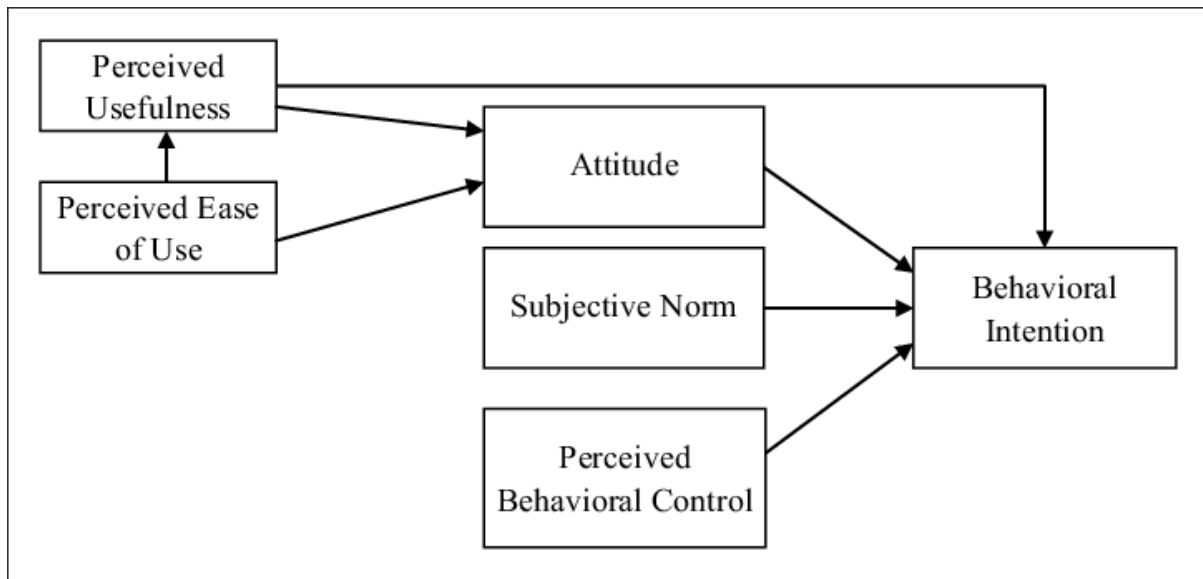 Perceived
Usefulness
Perceived Ease
of Use
Attitude
Subjective Norm
Perceived
Behavioral Control
Behavioral
Intention